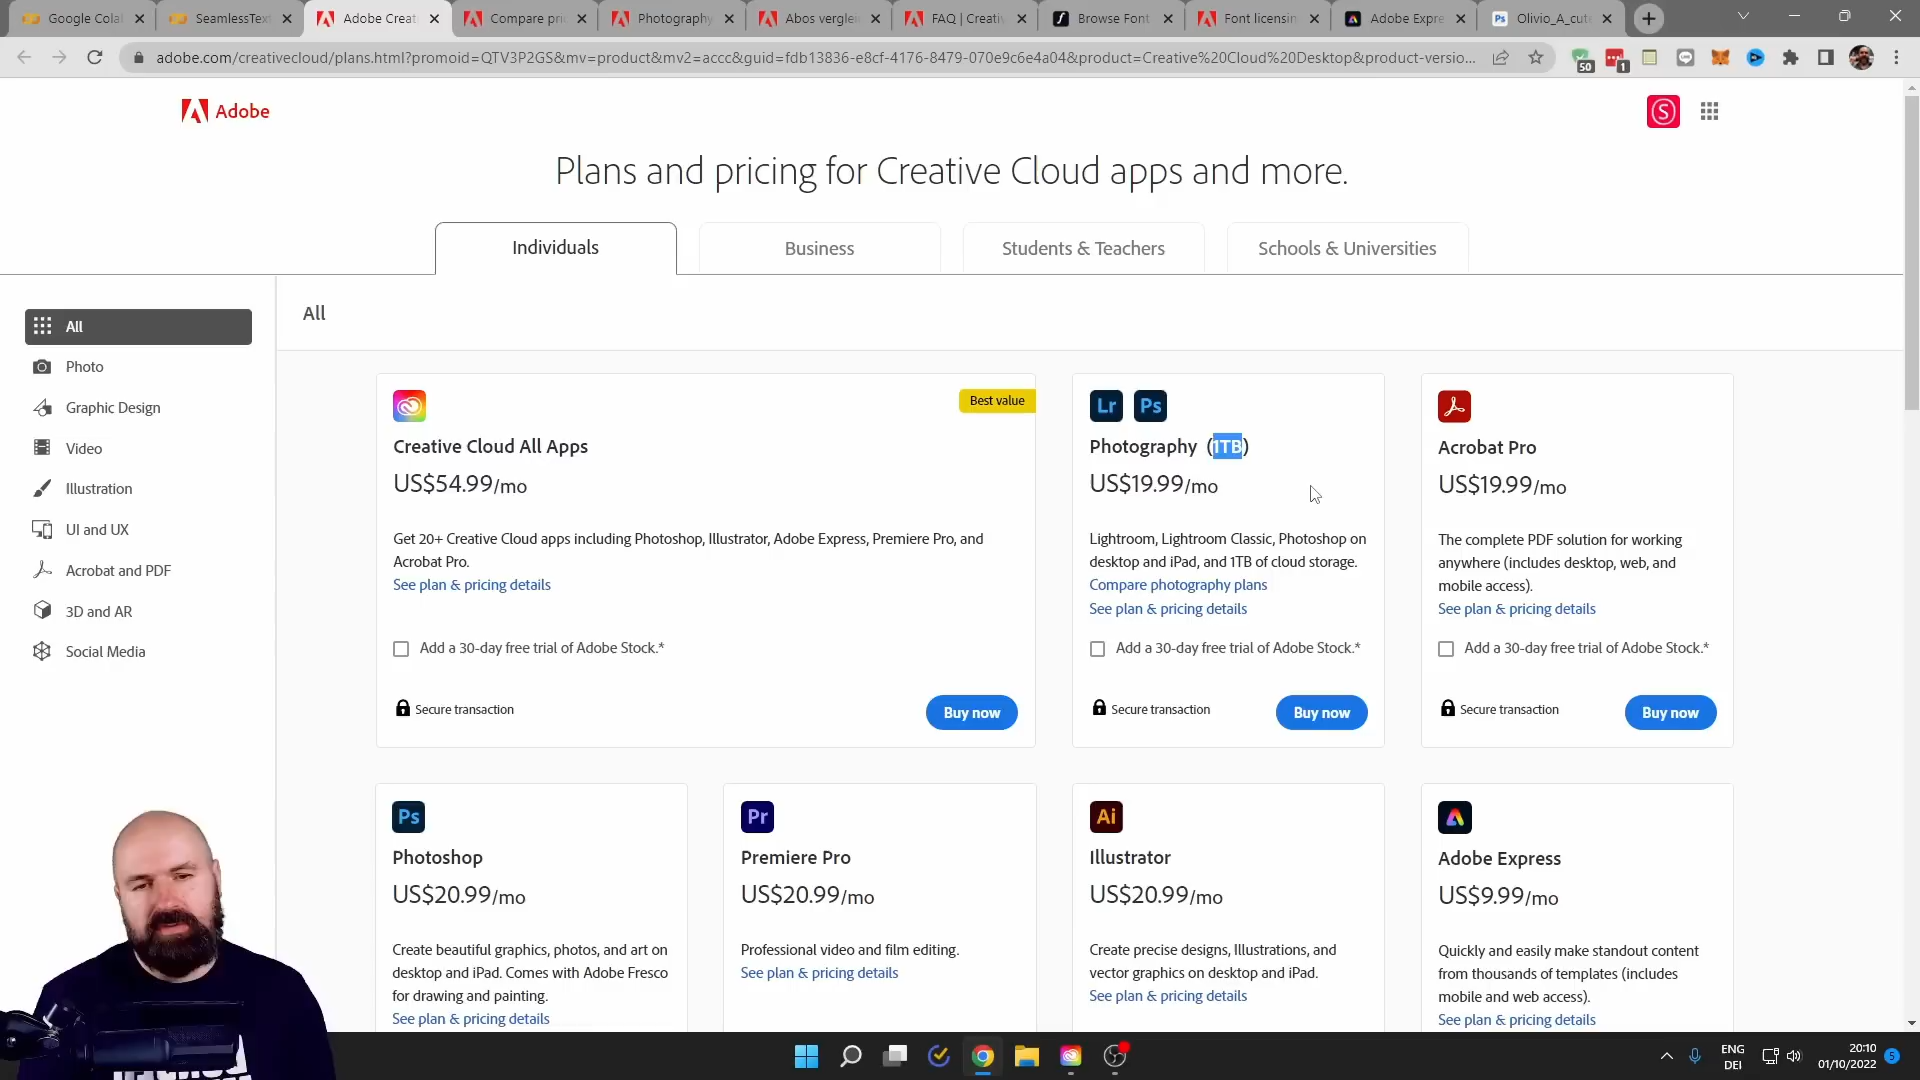 Google Colal
SeamlessTex
Adobe Creat
Compare pri
Photography
Abos verglei
FAQ | Creativ
Browse Font
Font licensin
Adobe Expre
Olivio_A_cut
adobe.com/creativecloud/plans.html?promoid=QTV3P2GS&mv=product&mv2=accc&guid=fdb13836-e8cf-4176-8479-070e9c6e4a04&product=Creative%20Cloud%20Desktop&product-versio...
50
1
Adobe
Plans and pricing for Creative Cloud apps and more.
Individuals
Business
Students & Teachers
Schools & Universities
All
Photo
Graphic Design
Video
Illustration
UI and UX
Acrobat and PDF
3D and AR
Social Media
All
Best value
Creative Cloud All Apps
US$54.99/mo
Get 20+ Creative Cloud apps including Photoshop, Illustrator, Adobe Express, Premiere Pro, and
Acrobat Pro.
See plan & pricing details
Add a 30-day free trial of Adobe Stock.*
Secure transaction
Buy now
Lr
Ps
Photography (1TB)
US$19.99/mo
Lightroom, Lightroom Classic, Photoshop on
desktop and iPad, and 1TB of cloud storage.
Compare photography plans
See plan & pricing details
Add a 30-day free trial of Adobe Stock.*
Secure transaction
Buy now
Acrobat Pro
US$19.99/mo
The complete PDF solution for working
anywhere (includes desktop, web, and
mobile access).
See plan & pricing details
Add a 30-day free trial of Adobe Stock.*
Secure transaction
Buy now
Ps
Photoshop
US$20.99/mo
Create beautiful graphics, photos, and art on
desktop and iPad. Comes with Adobe Fresco
for drawing and painting.
See plan & pricing details
Pr
Premiere Pro
US$20.99/mo
Professional video and film editing.
See plan & pricing details
Ai
Illustrator
US$20.99/mo
Create precise designs, Illustrations, and
vector graphics on desktop and iPad.
See plan & pricing details
Adobe Express
US$9.99/mo
Quickly and easily make standout content
from thousands of templates (includes
mobile and web access).
See plan & pricing details
ENG
DEI
20:10
01/10/2022
5